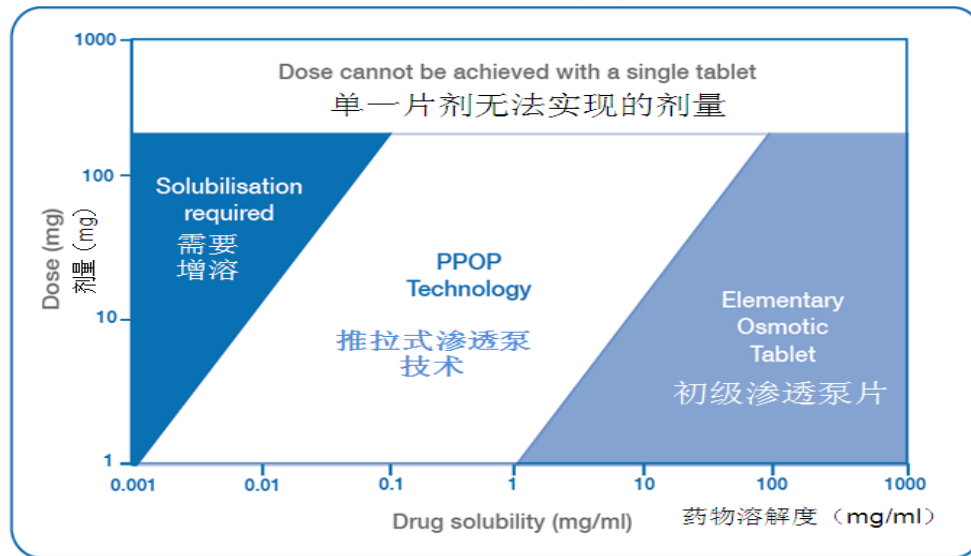 1000
Dose cannot be achieved with a single tablet
单一片剂无法实现的剂量
100
Solubilisation
required
需要
增溶
Dose (mg)
剂量（mg）
PPOP
Technology
推拉式渗透泵
技术
10
Elementary
Osmotic
Tablet
初级渗透泵片
1
0.001
0.01
0.1
1
10
100
1000
Drug solubility (mg/ml)
药物溶解度（mg/ml）